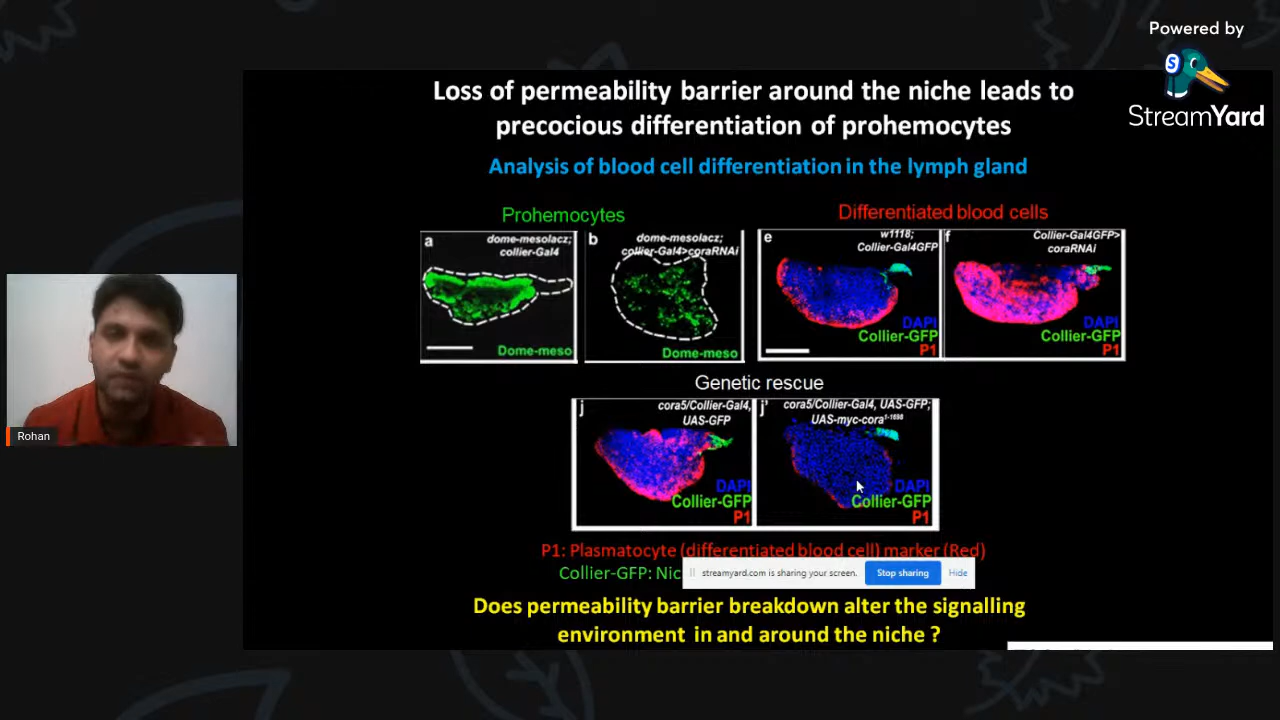 Powered by
StreamYard
Loss of permeability barrier around the niche leads to
precocious differentiation of prohemocytes
Analysis of blood cell differentiation in the lymph gland
Prohemocytes
Differentiated blood cells
a
dome-mesolacz;
collier-Gal4
Dome-meso
b
dome-mesolacz;
collier-Gal4>coraRNAi
Dome-meso
e
w1118;
Collier-Gal4GFP
DAPI
Collier-GFP
P1
f
Collier-Gal4GFP>
coraRNAi
DAPI
Collier-GFP
P1
Genetic rescue
j
cora5/Collier-Gal4,
UAS-GFP
DAPI
Collier-GFP
P1
j'
cora5/Collier-Gal4, UAS-GFP;
UAS-myc-cora
DAPI
Collier-GFP
P1
Rohan
P1: Plasmatocyte (differentiated blood cell) marker (Red)
Collier-GFP: Nic
streamyard.com is sharing your screen.
Stop sharing
Hide
Does permeability barrier breakdown alter the signalling
environment in and around the niche ?